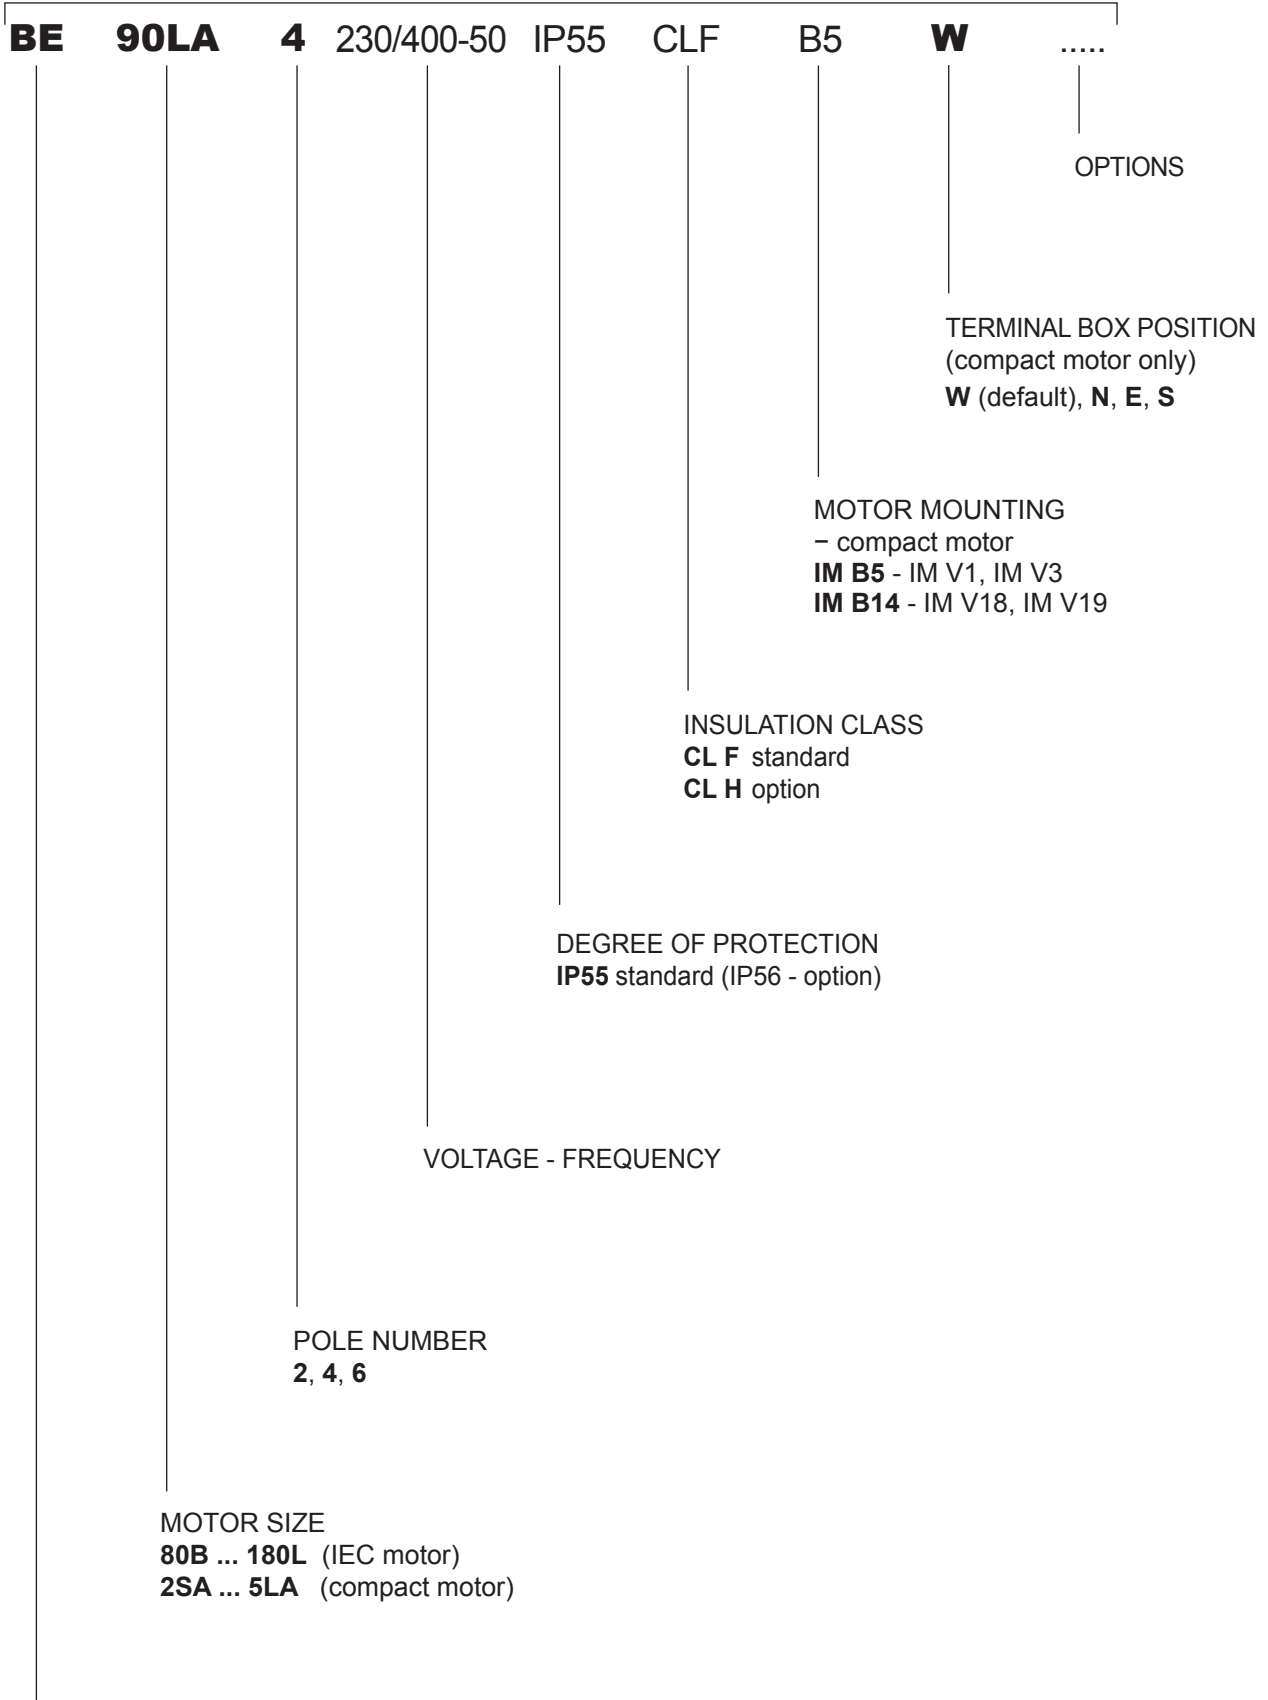 BE 90LA 4 230/400-50 IP55 CLF B5 W .....
OPTIONS
TERMINAL BOX POSITION
(compact motor only)
W (default), N, E, S
MOTOR MOUNTING
− compact motor
IM B5 - IM V1, IM V3
IM B14 - IM V18, IM V19
INSULATION CLASS
CL F standard
CL H option
DEGREE OF PROTECTION
IP55 standard (IP56 - option)
VOLTAGE - FREQUENCY
POLE NUMBER
2, 4, 6
MOTOR SIZE
80B ... 180L (IEC motor)
2SA ... 5LA (compact motor)